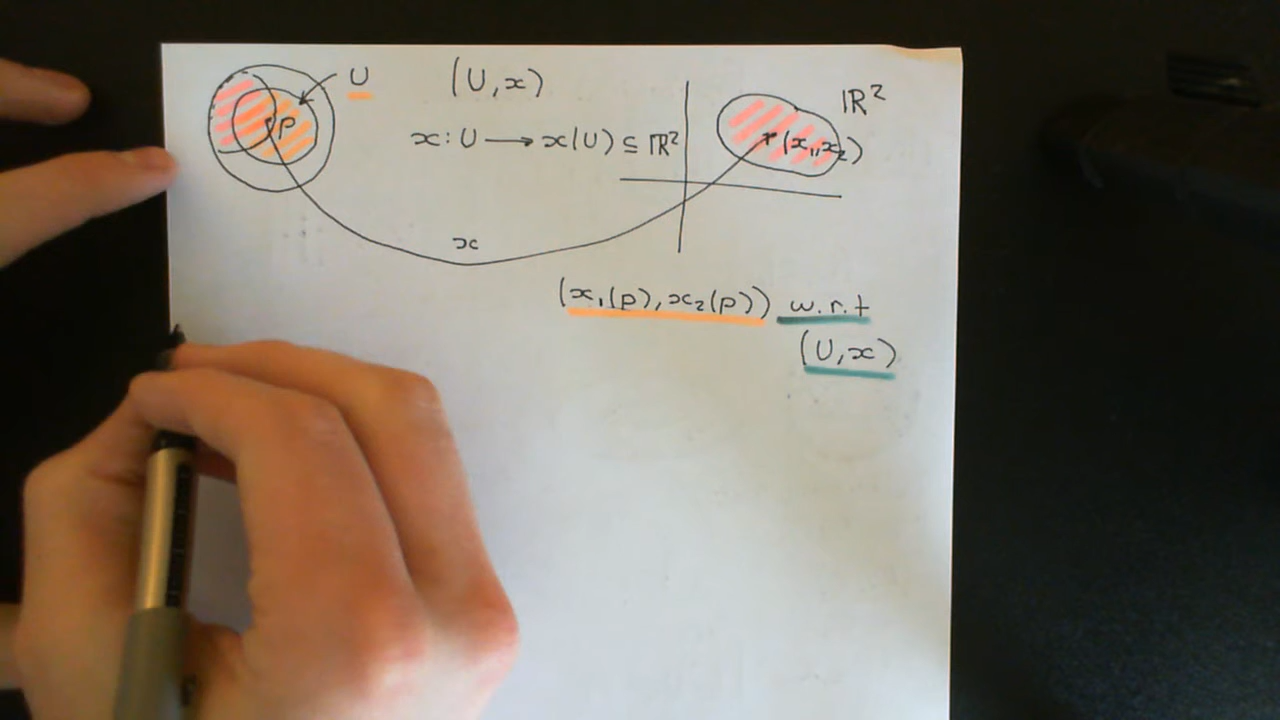 U
(U,x)
ℝ²
p
x:U→x(U)⊆ℝ²
(x₁,x₂)
x
(x₁(p),x₂(p)) w.r.t
(U,x)